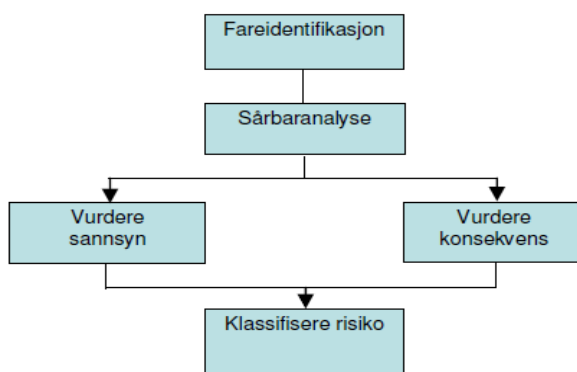 Fareidentifikasjon
Sårbaranalyse
Vurdere
sannsyn
Vurdere
konsekvens
Klassifisere risiko